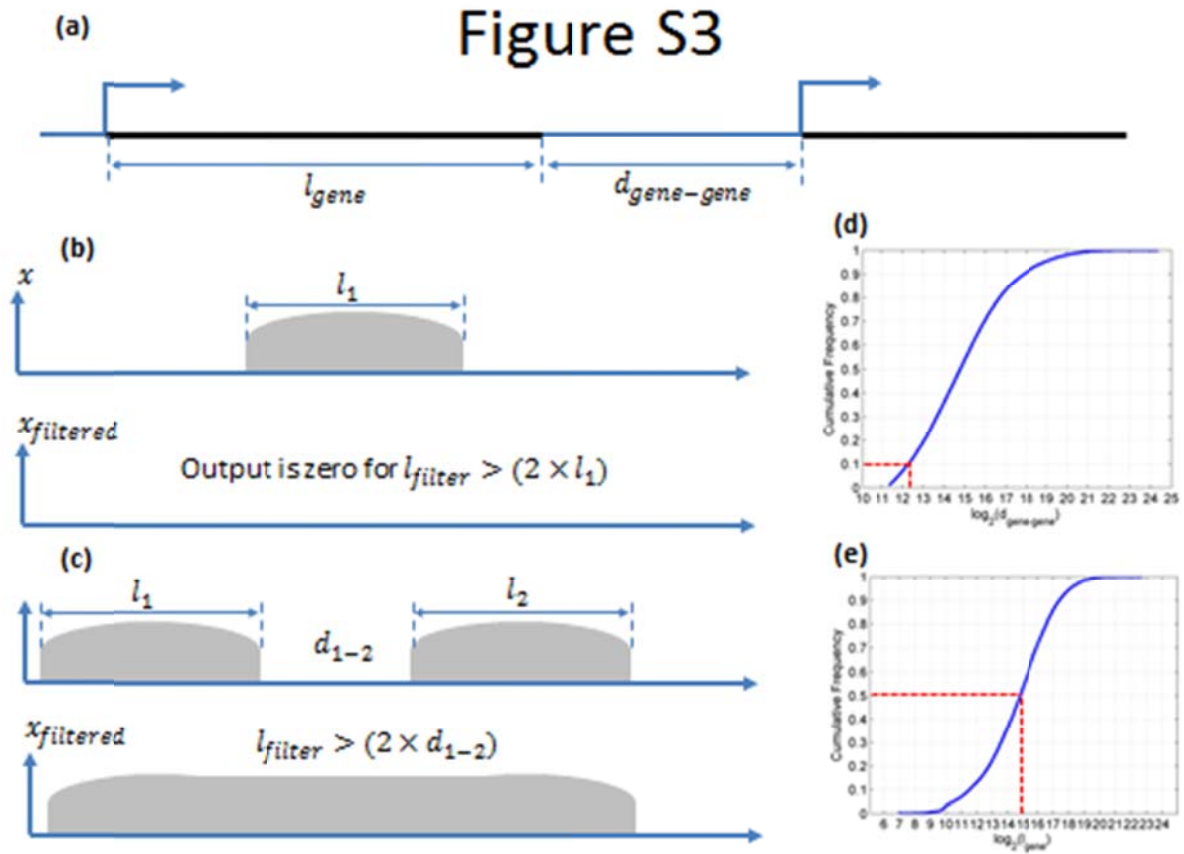 Figure S3
(a)
l_gene
d_gene−gene
(b)
x
l_1
x_filtered
Output is zero for l_filter > (2 × l_1)
(c)
l_1
d_1−2
l_2
x_filtered
l_filter > (2 × d_1−2)
(d)
Cumulative Frequency
1
0.9
0.8
0.7
0.6
0.5
0.4
0.3
0.2
0.1
0
10 11 12 13 14 15 16 17 18 19 20 21 22 23 24 25
log_2(d_gene-gene)
(e)
Cumulative Frequency
1
0.9
0.8
0.7
0.6
0.5
0.4
0.3
0.2
0.1
0
6 7 8 9 10 11 12 13 14 15 16 17 18 19 20 21 22 23 24
log_2(l_gene)